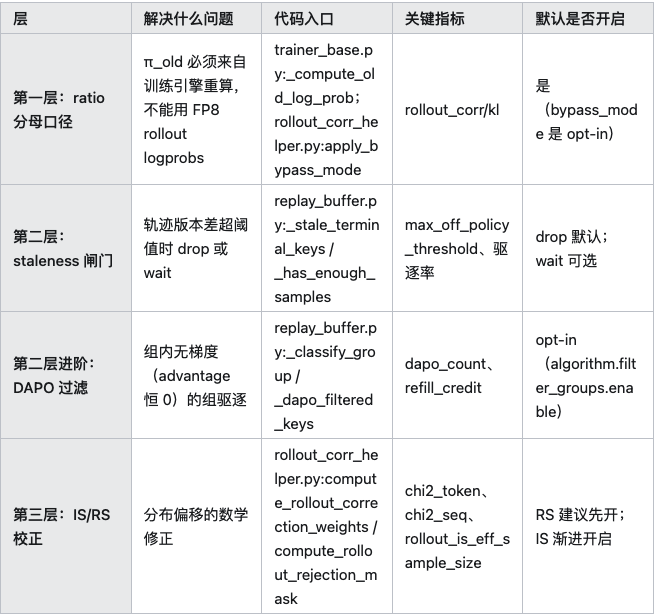 层
解决什么问题
代码入口
关键指标
默认是否开启
第一层：ratio
分母口径
π_old 必须来自
训练引擎重算，
不能用 FP8
rollout
logprobs
trainer_base.p
y:_compute_ol
d_log_prob；
rollout_corr_he
lper.py:apply_b
ypass_mode
rollout_corr/kl
是
（bypass_mod
e 是 opt-in）
第二层：
staleness 闸门
轨迹版本差超阈
值时 drop 或
wait
replay_buffer.p
y:_stale_termin
al_keys /
_has_enough_
samples
max_off_policy
_threshold、驱
逐率
drop 默认；
wait 可选
第二层进阶：
DAPO 过滤
组内无梯度
（advantage
恒 0）的组驱逐
replay_buffer.p
y:_classify_gro
up /
_dapo_filtered
_keys
dapo_count、
refill_credit
opt-in
（algorithm.filt
er_groups.ena
ble）
第三层：IS/RS
校正
分布偏移的数学
修正
rollout_corr_he
lper.py:comput
e_rollout_corre
ction_weights /
compute_rollo
ut_rejection_m
ask
chi2_token、
chi2_seq、
rollout_is_eff_s
ample_size
RS 建议先开；
IS 渐进开启